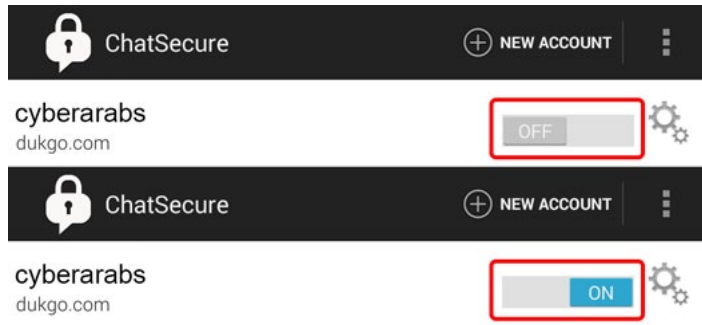 ChatSecure NEW ACCOUNT
cyberarabs
OFF
dukgo.com
ChatSecure NEW ACCOUNT
cyberarabs
ON
dukgo.com